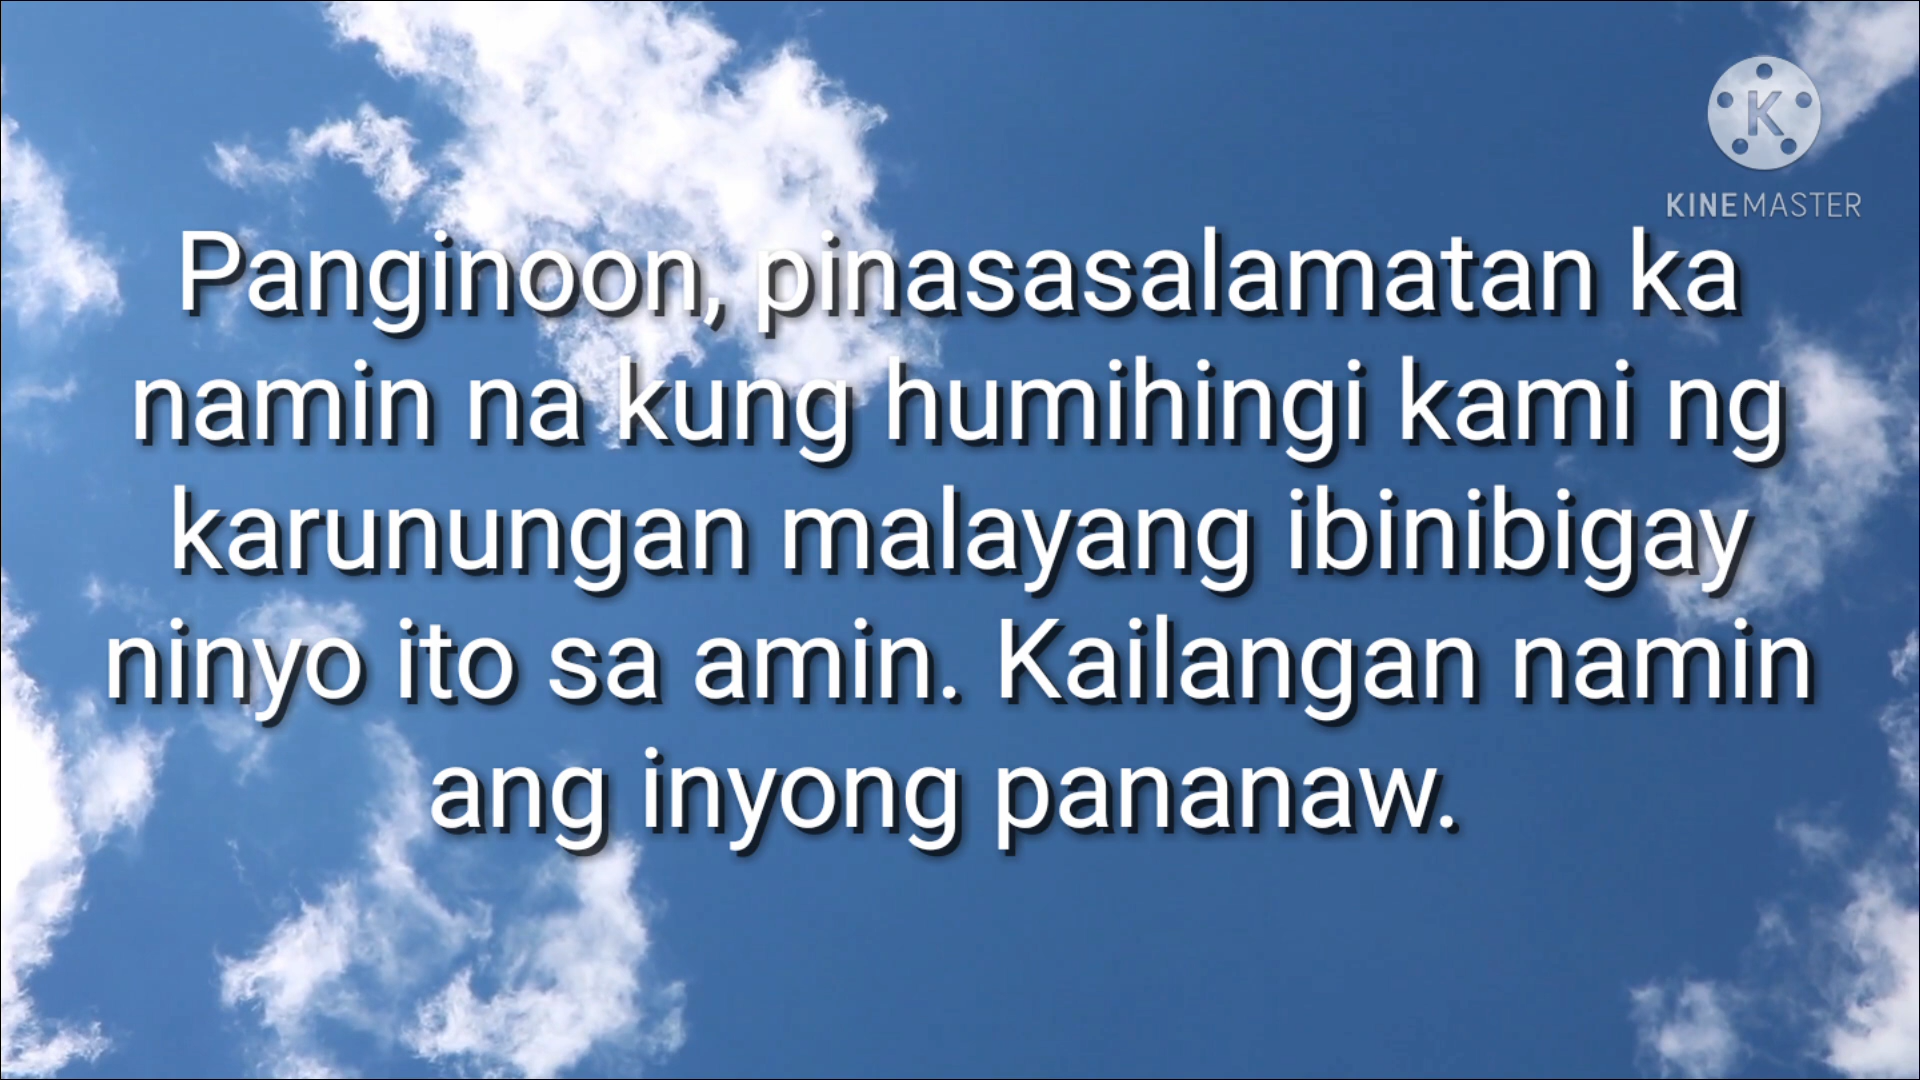 KINEMASTER
Panginoon, pinasasalamatan ka
namin na kung humihingi kami ng
karunungan malayang ibinibigay
ninyo ito sa amin. Kailangan namin
ang inyong pananaw.